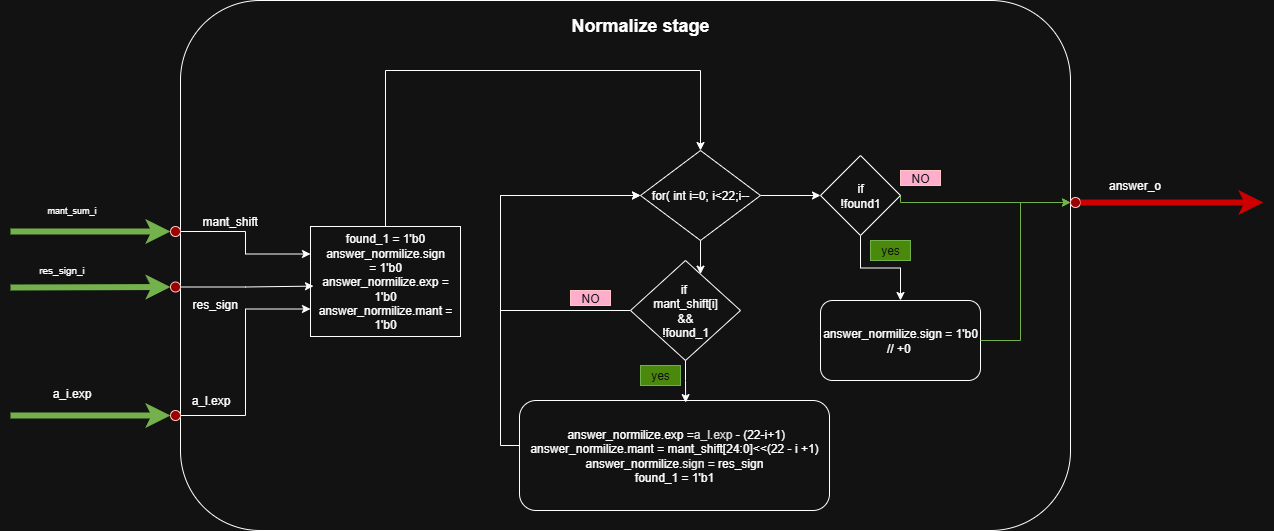 Normalize stage
mant_sum_i
mant_shift
res_sign_i
res_sign
a_i.exp
a_I.exp
found_1 = 1'b0
answer_normilize.sign
= 1'b0
answer_normilize.exp =
1'b0
answer_normilize.mant =
1'b0
for( int i=0; i<22;i--
if
mant_shift[i]
&&
!found_1
NO
yes
answer_normilize.exp =a_I.exp - (22-i+1)
answer_normilize.mant = mant_shift[24:0]<<(22 - i +1)
answer_normilize.sign = res_sign
found_1 = 1'b1
if
!found1
NO
yes
answer_normilize.sign = 1'b0
// +0
answer_o